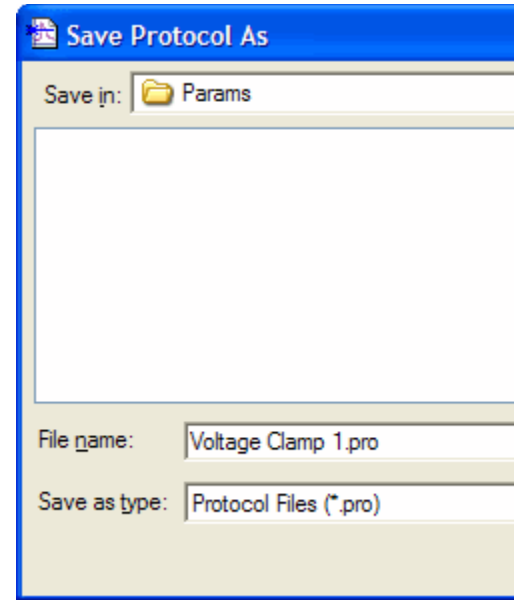 Save Protocol As
Save in: Params
File name: Voltage Clamp 1.pro
Save as type: Protocol Files (*.pro)